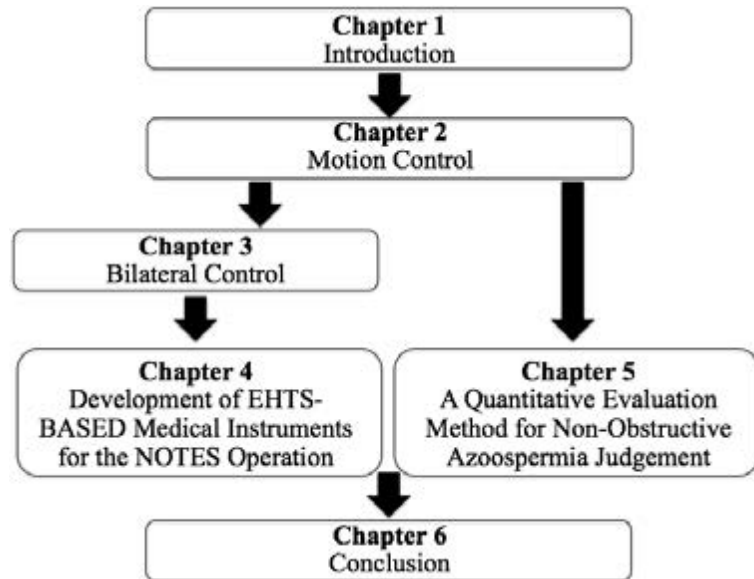 Chapter 1
Introduction
Chapter 2
Motion Control
Chapter 3
Bilateral Control
Chapter 4
Development of EHTS-
BASED Medical Instruments
for the NOTES Operation
Chapter 5
A Quantitative Evaluation
Method for Non-Obstructive
Azoospermia Judgement
Chapter 6
Conclusion